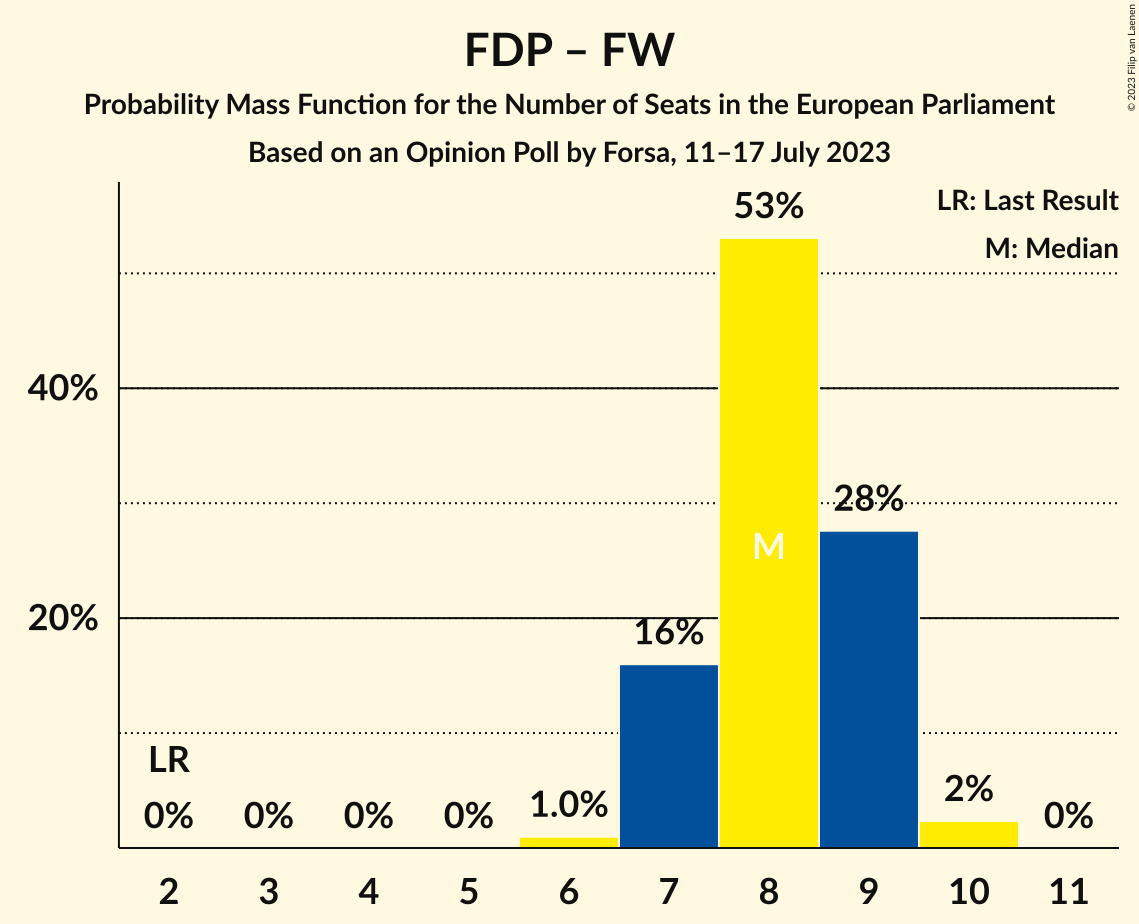 FDP – FW
Probability Mass Function for the Number of Seats in the European Parliament
Based on an Opinion Poll by Forsa, 11–17 July 2023
© 2023 Filip van Laenen
LR: Last Result
M: Median
53%
40%
28%
M
20%
16%
LR
0% 0% 0% 0% 1.0% 2% 0%
2 3 4 5 6 7 8 9 10 11